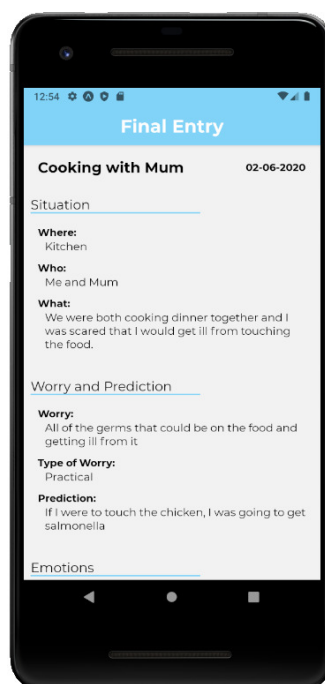 12:54
Final Entry
Cooking with Mum 02-06-2020
Situation
Where:
Kitchen
Who:
Me and Mum
What:
We were both cooking dinner together and I
was scared that I would get ill from touching
the food.
Worry and Prediction
Worry:
All of the germs that could be on the food and
getting ill from it
Type of Worry:
Practical
Prediction:
If I were to touch the chicken, I was going to get
salmonella
Emotions